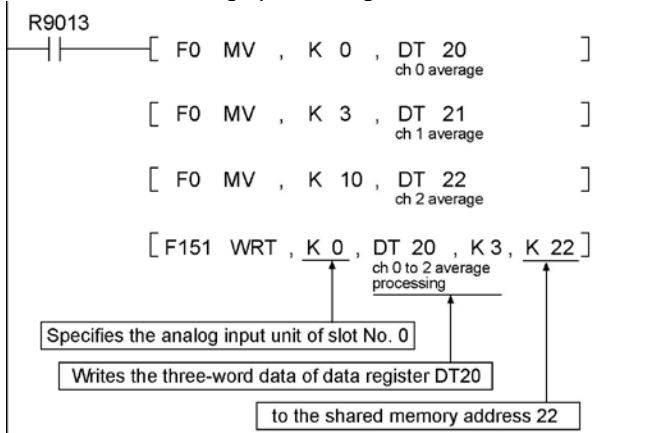 R9013
[ F0 MV , K 0 , DT 20 ]
ch 0 average
[ F0 MV , K 3 , DT 21 ]
ch 1 average
[ F0 MV , K 10 , DT 22 ]
ch 2 average
[ F151 WRT , K 0 , DT 20 , K 3 , K 22 ]
ch 0 to 2 average
processing
Specifies the analog input unit of slot No. 0
Writes the three-word data of data register DT20
to the shared memory address 22